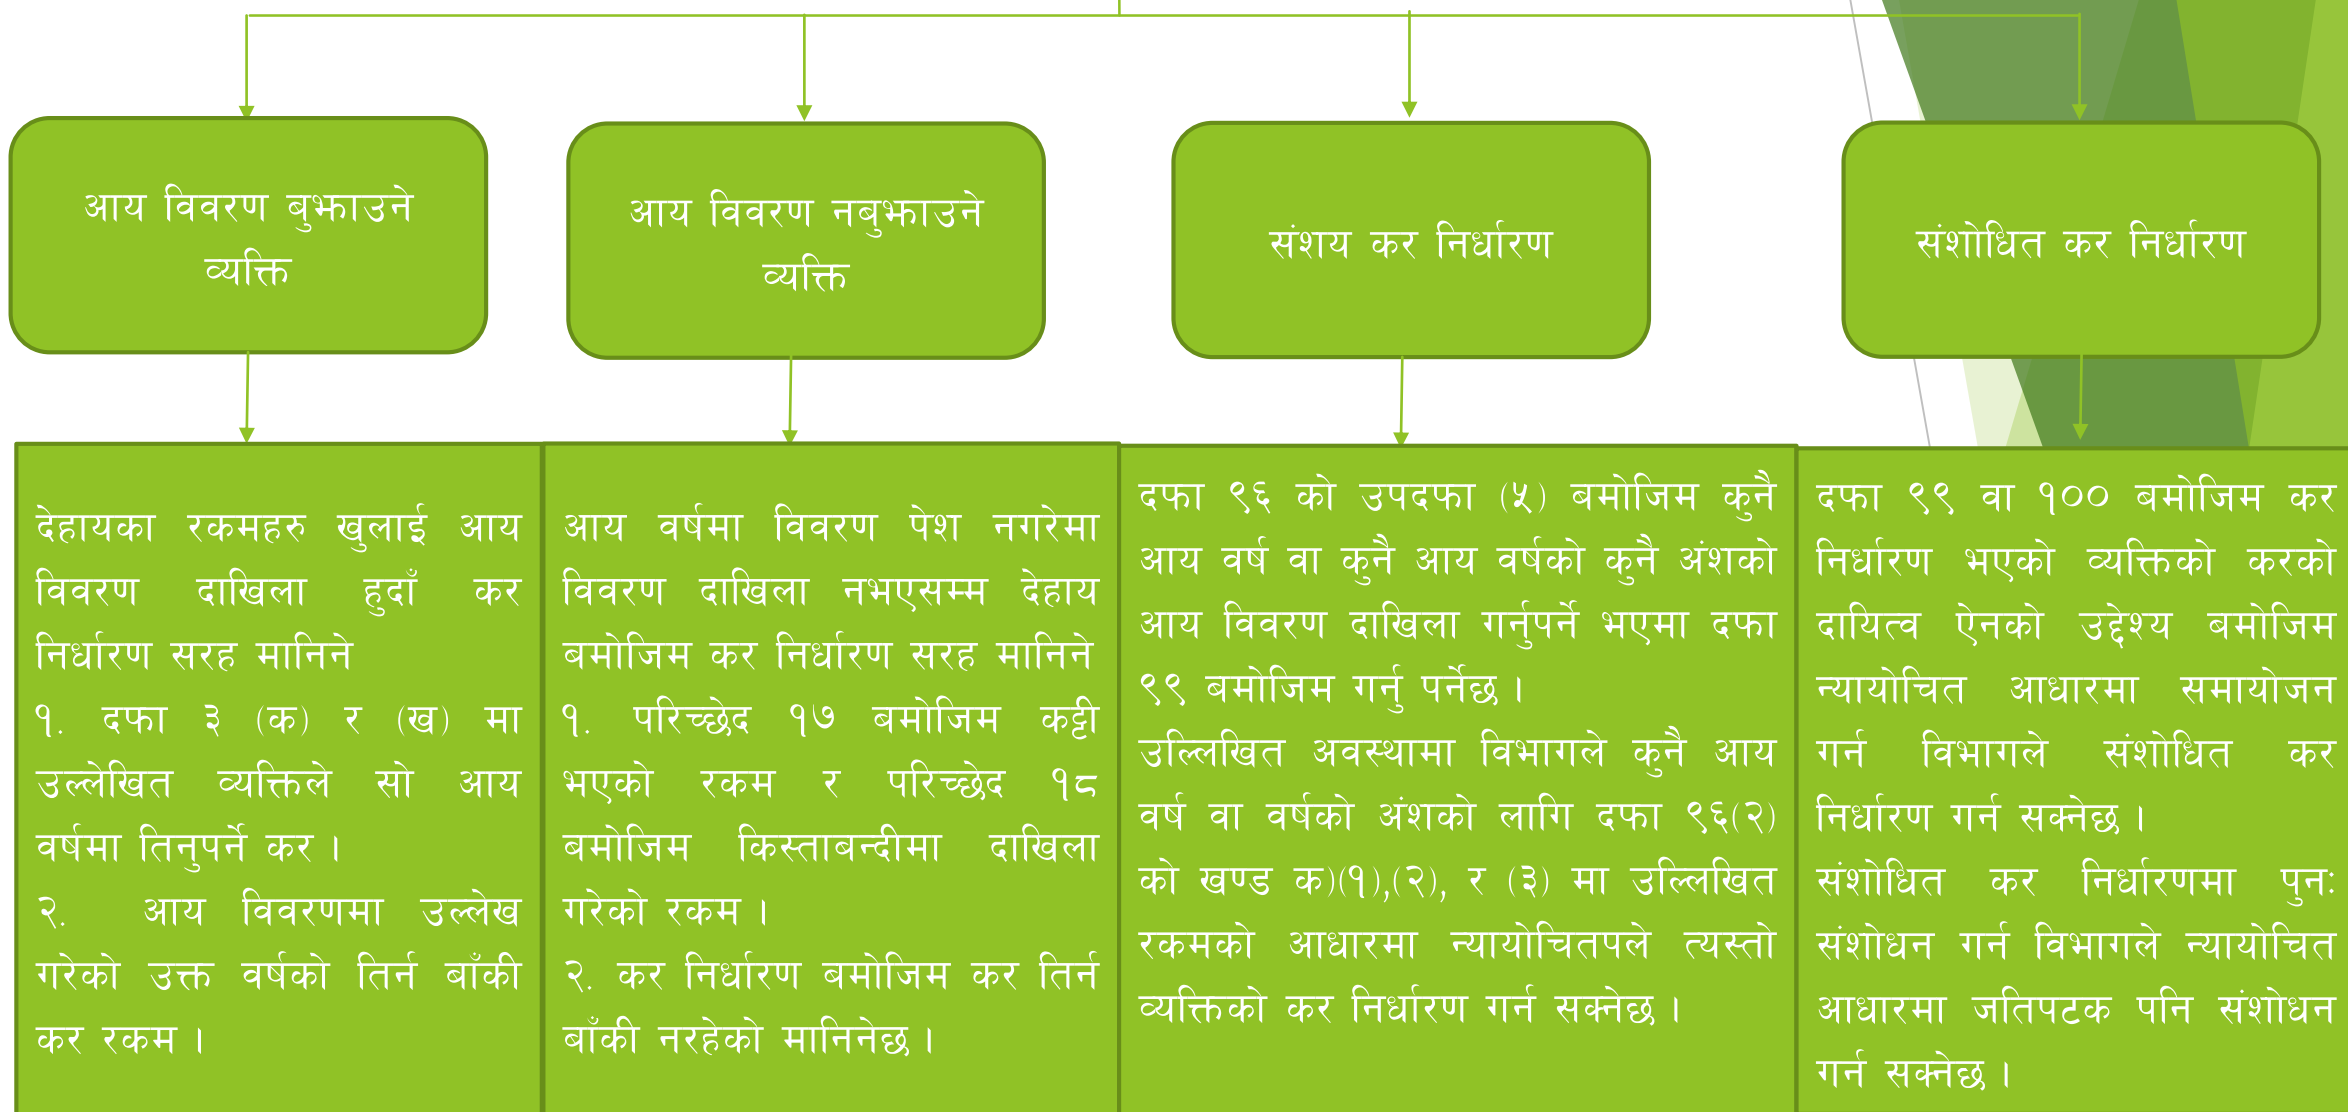 आय विवरण बुझाउने
व्यक्ति
आय विवरण नबुझाउने
व्यक्ति
संशय कर निर्धारण
संशोधित कर निर्धारण
देहायका रकमहरु खुलाई आय
विवरण दाखिला हुदाँ कर
निर्धारण सरह मानिने
१. दफा ३ (क) र (ख) मा
उल्लेखित व्यक्तिले सो आय
वर्षमा तिनुपर्ने कर ।
२. आय विवरणमा उल्लेख
गरेको उक्त वर्षको तिर्न बाँकी
कर रकम ।
आय वर्षमा विवरण पेश नगरेमा
विवरण दाखिला नभएसम्म देहाय
बमोजिम कर निर्धारण सरह मानिने
१. परिच्छेद १७ बमोजिम कट्टी
भएको रकम र परिच्छेद १८
बमोजिम किस्ताबन्दीमा दाखिला
गरेको रकम ।
२. कर निर्धारण बमोजिम कर तिर्न
बाँकी नरहेको मानिनेछ ।
दफा ९६ को उपदफा (५) बमोजिम कुनै
आय वर्ष वा कुनै आय वर्षको कुनै अंशको
आय विवरण दाखिला गर्नुपर्ने भएमा दफा
९९ बमोजिम गर्नु पर्नेछ ।
उल्लिखित अवस्थामा विभागले कुनै आय
वर्ष वा वर्षको अंशको लागि दफा ९६(२)
को खण्ड क)(१),(२), र (३) मा उल्लिखित
रकमको आधारमा न्यायोचितपले त्यस्तो
व्यक्तिको कर निर्धारण गर्न सक्नेछ ।
दफा ९९ वा १०० बमोजिम कर
निर्धारण भएको व्यक्तिको करको
दायित्व ऐनको उद्देश्य बमोजिम
न्यायोचित आधारमा समायोजन
गर्न विभागले संशोधित कर
निर्धारण गर्न सक्नेछ ।
संशोधित कर निर्धारणमा पुनः
संशोधन गर्न विभागले न्यायोचित
आधारमा जतिपटक पनि संशोधन
गर्न सक्नेछ ।